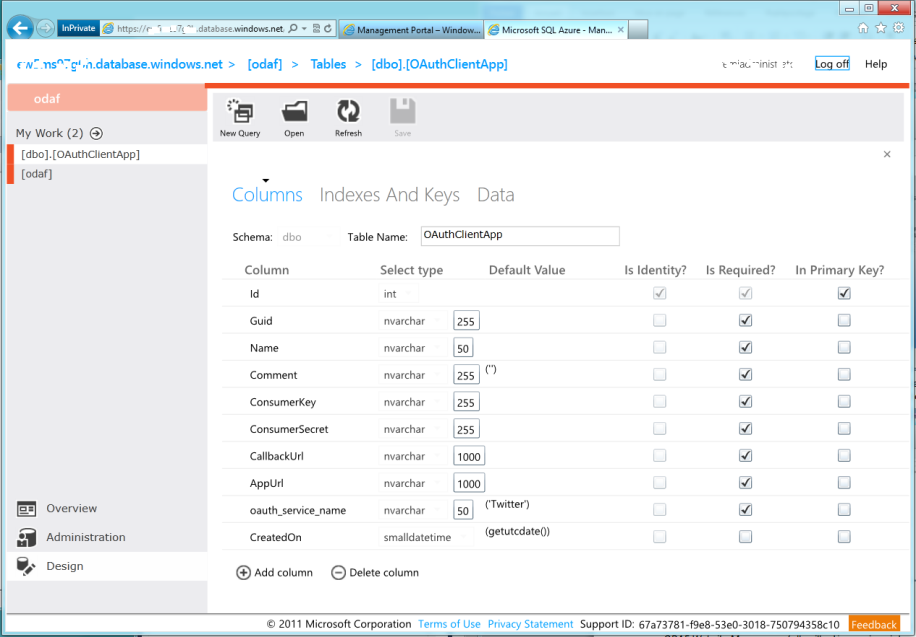 InPrivate
.database.windows.net
Management Portal – Window...
Microsoft SQL Azure - Man...
.database.windows.net > [odaf] > Tables > [dbo].[OAuthClientApp]
Log off Help
odaf
My Work (2)
[dbo].[OAuthClientApp]
[odaf]
New Query Open Refresh Save
Columns Indexes And Keys Data
Schema: dbo Table Name: OAuthClientApp
Column Select type Default Value Is Identity? Is Required? In Primary Key?
Id int
Guid nvarchar 255
Name nvarchar 50
Comment nvarchar 255 ('')
ConsumerKey nvarchar 255
ConsumerSecret nvarchar 255
CallbackUrl nvarchar 1000
AppUrl nvarchar 1000
oauth_service_name nvarchar 50 ('Twitter')
CreatedOn smalldatetime (getutcdate())
Add column Delete column
Overview
Administration
Design
© 2011 Microsoft Corporation Terms of Use Privacy Statement Support ID: 67a73781-f9e8-53e0-3018-750794358c10 Feedback